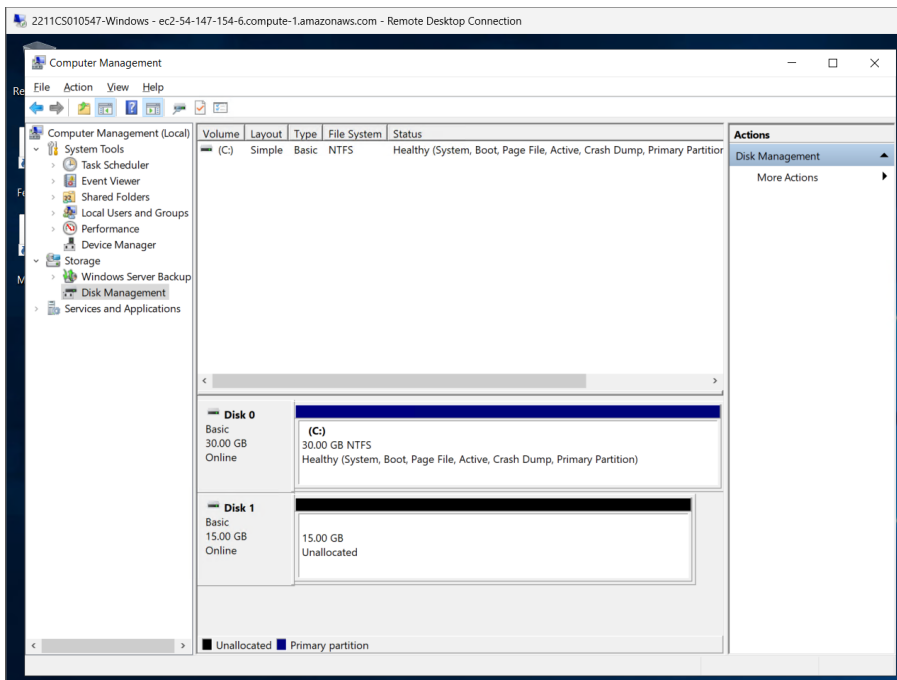 2211CS010547-Windows - ec2-54-147-154-6.compute-1.amazonaws.com - Remote Desktop Connection
Computer Management
File Action View Help
Computer Management (Local)
System Tools
Task Scheduler
Event Viewer
Shared Folders
Local Users and Groups
Performance
Device Manager
Storage
Windows Server Backup
Disk Management
Services and Applications
Volume Layout Type File System Status
(C:) Simple Basic NTFS Healthy (System, Boot, Page File, Active, Crash Dump, Primary Partition
Actions
Disk Management
More Actions
Disk 0
Basic
30.00 GB
Online
(C:)
30.00 GB NTFS
Healthy (System, Boot, Page File, Active, Crash Dump, Primary Partition)
Disk 1
Basic
15.00 GB
Online
15.00 GB
Unallocated
Unallocated Primary partition